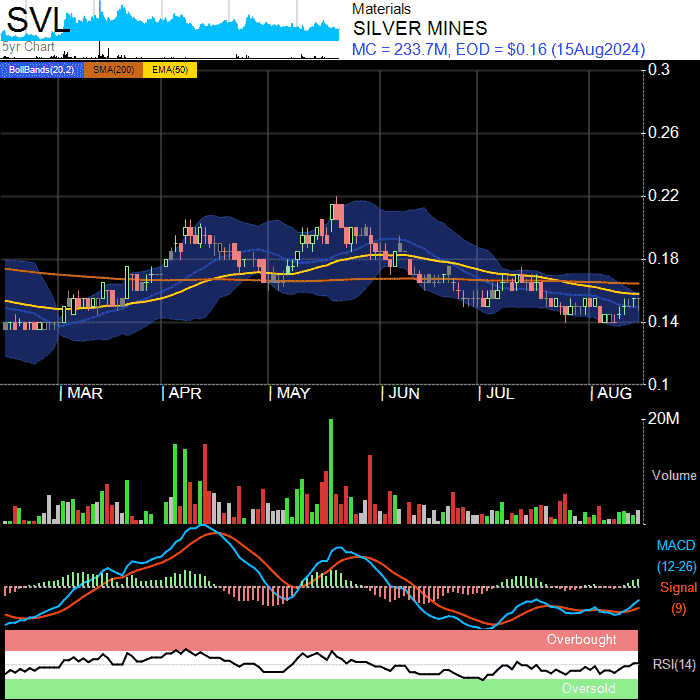 SVL
5yr Chart
Materials
SILVER MINES
MC = 233.7M, EOD = $0.16 (15Aug2024)
BollBands(20,2) SMA(200) EMA(50)
0.3
0.26
0.22
0.18
0.14
0.1
MAR APR MAY JUN JUL AUG
20M
Volume
MACD
(12-26)
Signal
(9)
Overbought
RSI(14)
Oversold